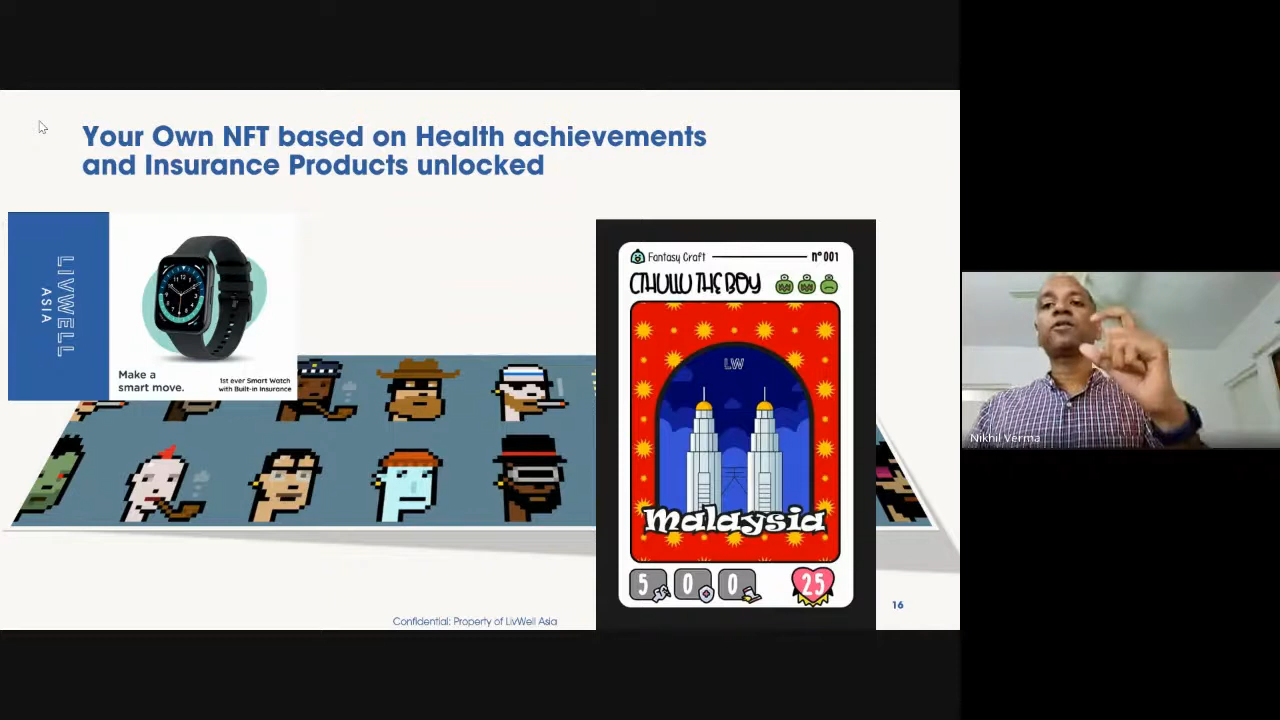 Your Own NFT based on Health achievements
and Insurance Products unlocked
LIVWELL
ASIA
Make a
smart move.
1st ever Smart Watch
with Built-in Insurance
Fantasy Craft
nº001
CTHULU THE BOY
LW
Malaysia
5
0
0
25
16
Confidential: Property of LivWell Asia
Nikhil Verma